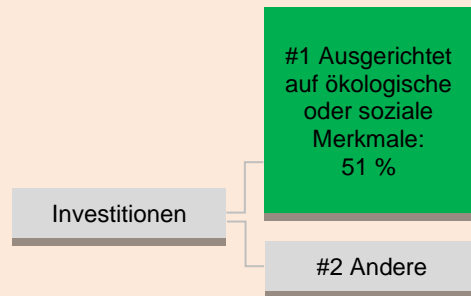 #1 Ausgerichtet
auf ökologische
oder soziale
Merkmale:
51 %
Investitionen
#2 Andere